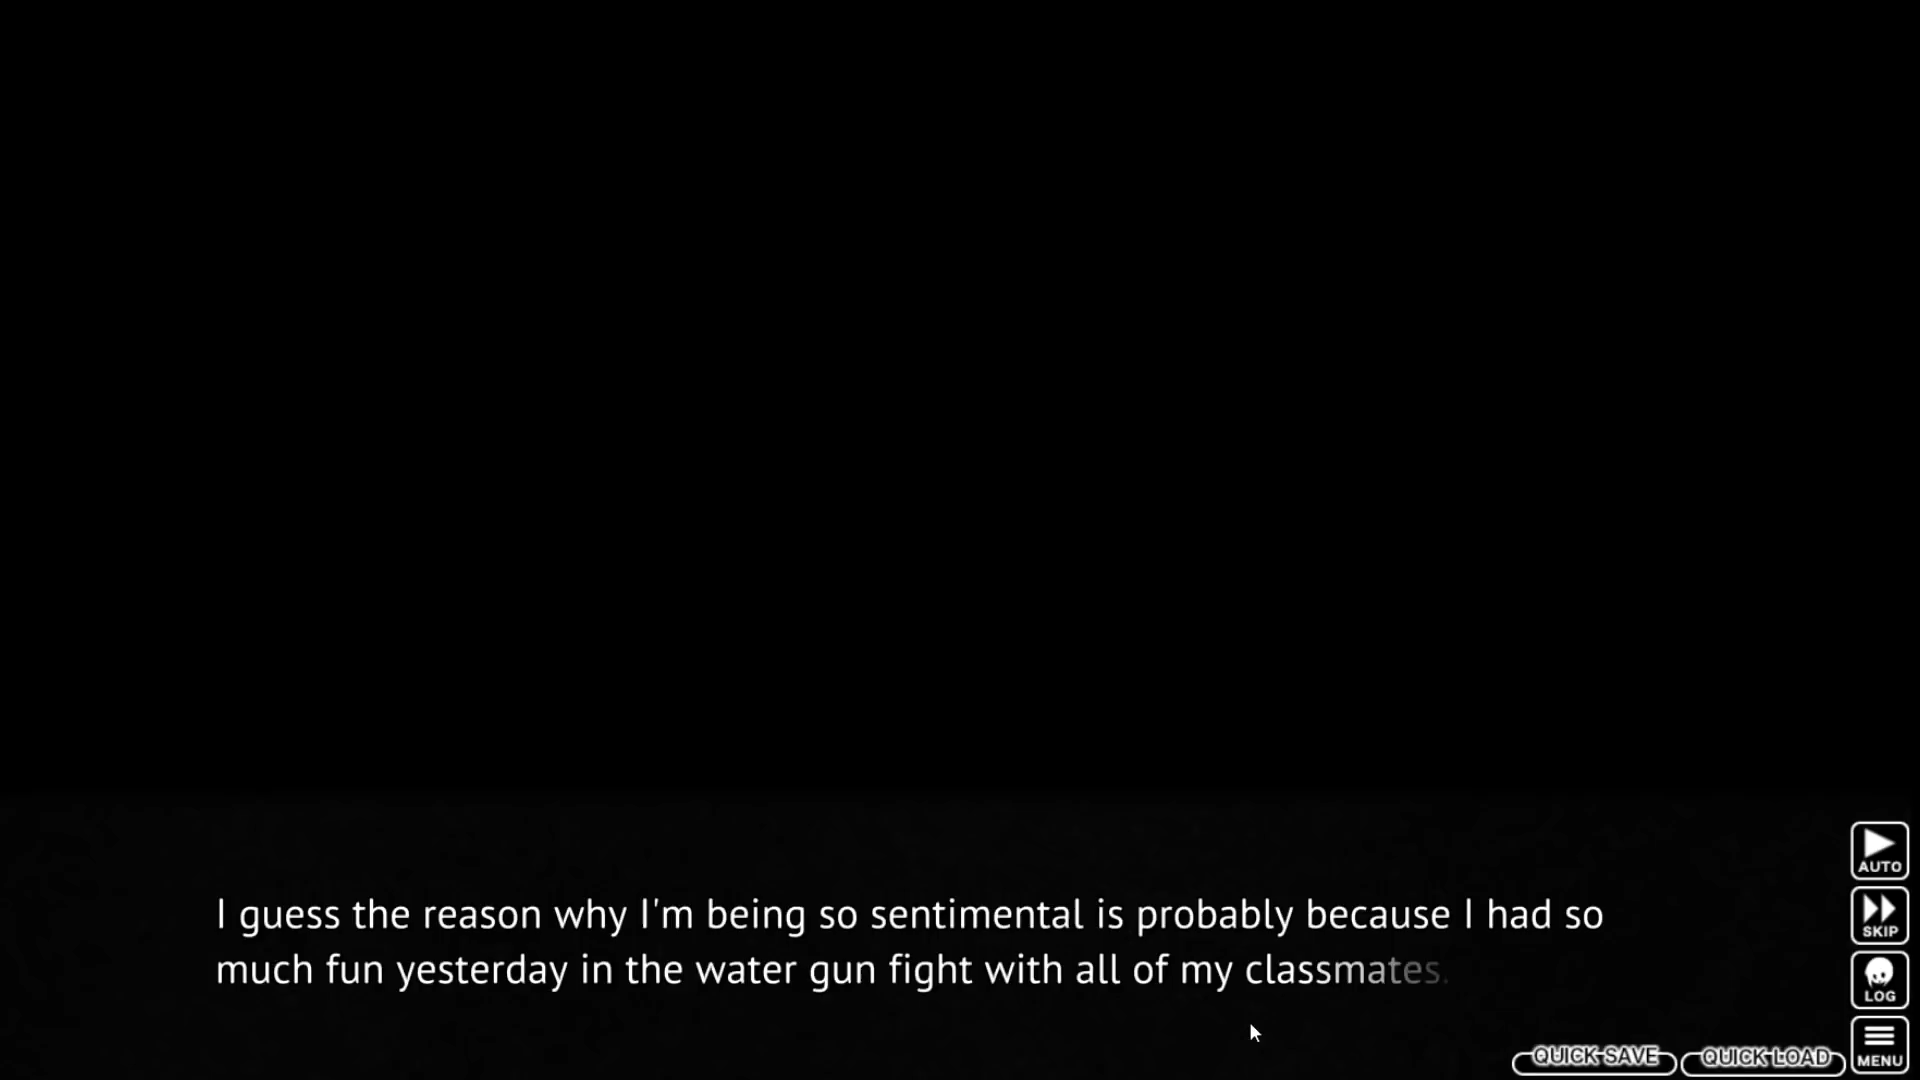 I guess the reason why I'm being so sentimental is probably because I had so
much fun yesterday in the water gun fight with all of my classmates.
AUTO
SKIP
LOG
MENU
QUICK SAVE QUICK LOAD